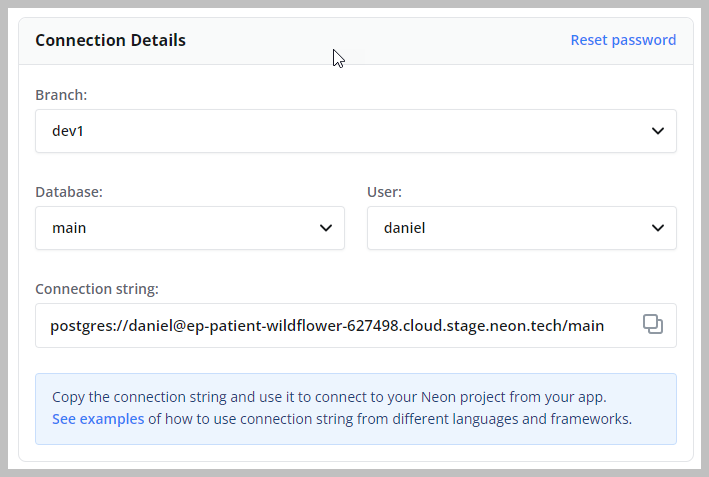 Connection Details
Reset password
Branch:
dev1
Database:
User:
main
daniel
Connection string:
postgres://daniel@ep-patient-wildflower-627498.cloud.stage.neon.tech/main
Copy the connection string and use it to connect to your Neon project from your app.
See examples of how to use connection string from different languages and frameworks.